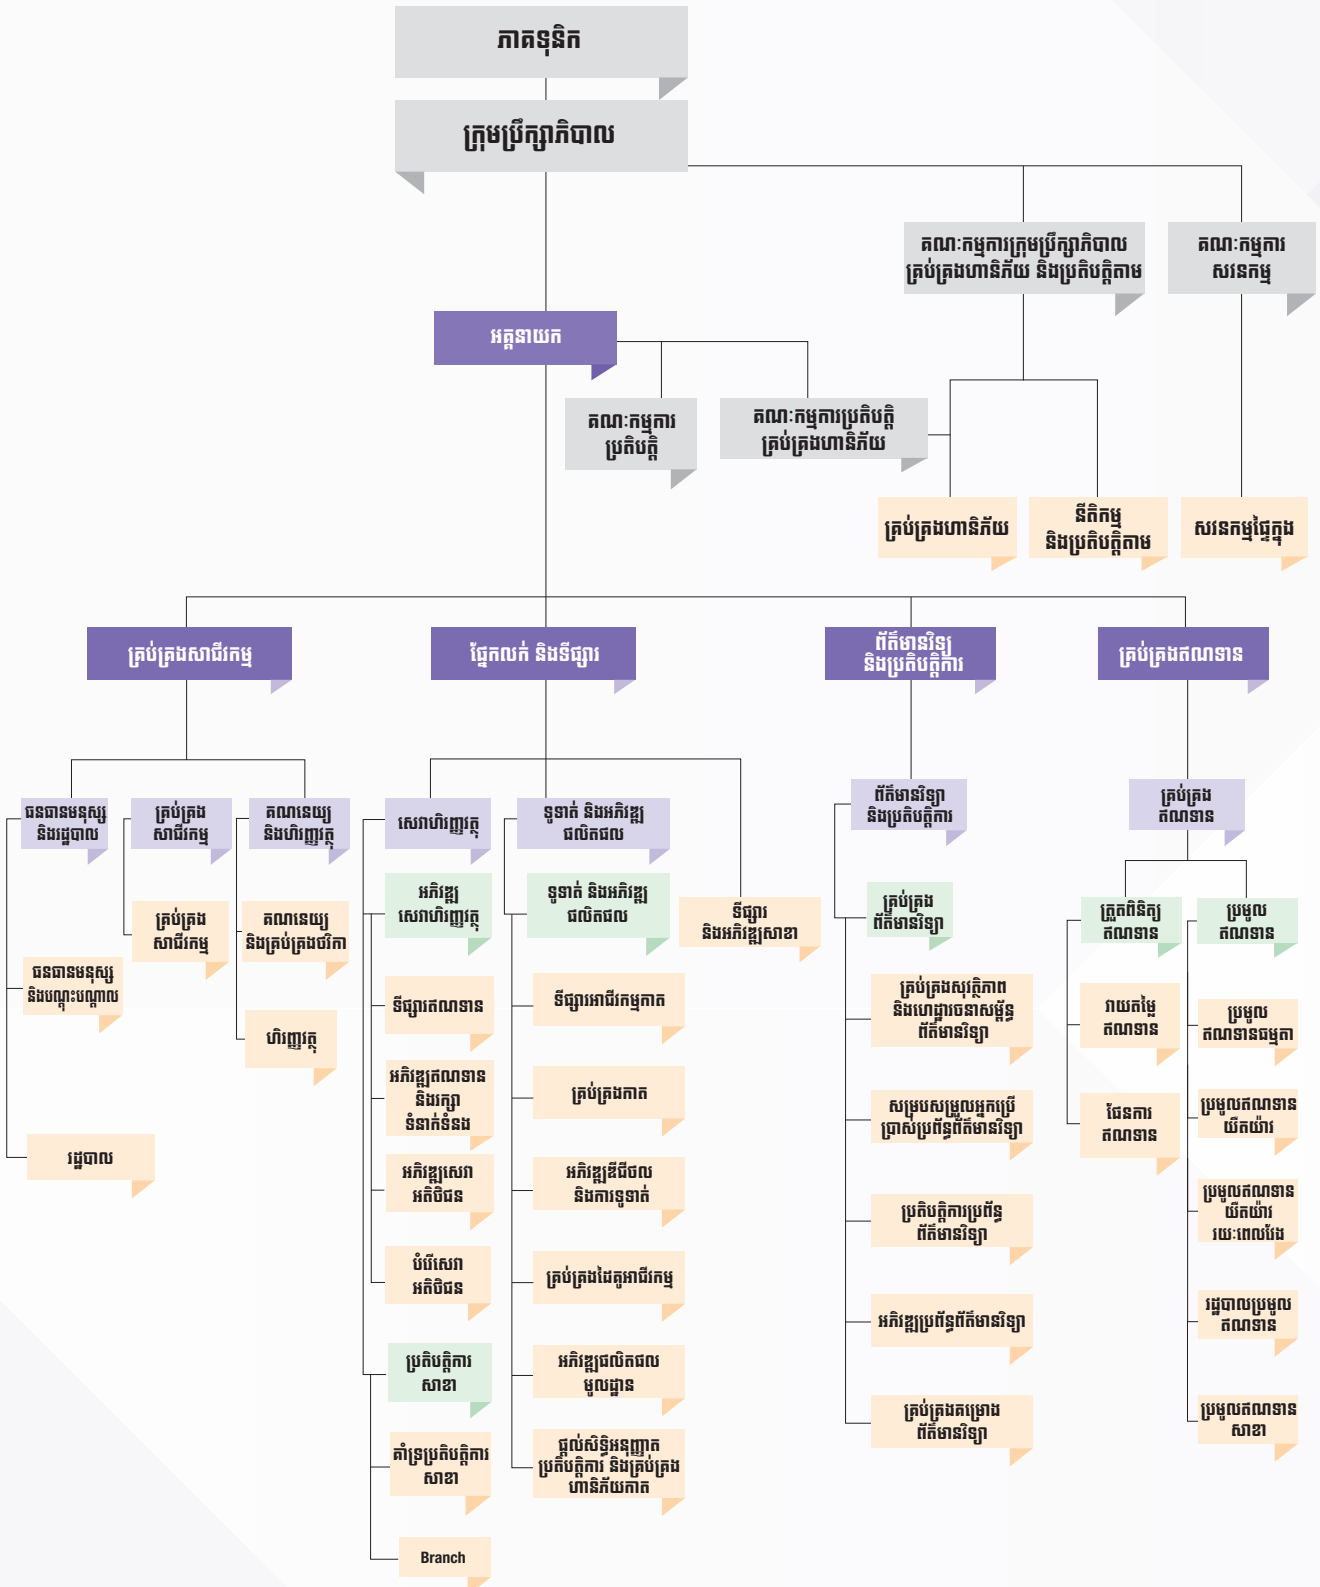 ភាគទុនិក
ក្រុមប្រឹក្សាភិបាល
គណៈកម្មការក្រុមប្រឹក្សាភិបាល
គ្រប់គ្រងហានិភ័យ និងប្រតិបត្តិតាម
គណៈកម្មការ
សវនកម្ម
អគ្គនាយក
គណៈកម្មការ
ប្រតិបត្តិ
គណៈកម្មការប្រតិបត្តិ
គ្រប់គ្រងហានិភ័យ
គ្រប់គ្រងហានិភ័យ
នីតិកម្ម
និងប្រតិបត្តិតាម
សវនកម្មផ្ទៃក្នុង
គ្រប់គ្រងសាជីវកម្ម
ផ្នែកលក់ និងទីផ្សារ
ព័ត៌មានវិទ្យ
និងប្រតិបត្តិការ
គ្រប់គ្រងឥណទាន
ធនធានមនុស្ស
និងរដ្ឋបាល
ធនធានមនុស្ស
និងបណ្តុះបណ្តាល
រដ្ឋបាល
គ្រប់គ្រង
សាជីវកម្ម
គ្រប់គ្រង
សាជីវកម្ម
គណនេយ្យ
និងហិរញ្ញវត្ថុ
គណនេយ្យ
និងគ្រប់គ្រងថវិកា
ហិរញ្ញវត្ថុ
សេវាហិរញ្ញវត្ថុ
អភិវឌ្ឍ
សេវាហិរញ្ញវត្ថុ
ទីផ្សារឥណទាន
អភិវឌ្ឍឥណទាន
និងរក្សា
ទំនាក់ទំនង
អភិវឌ្ឍសេវា
អតិថិជន
បំរើសេវា
អតិថិជន
ប្រតិបត្តិការ
សាខា
គាំទ្រប្រតិបត្តិការ
សាខា
Branch
ទូទាត់ និងអភិវឌ្ឍ
ផលិតផល
ទូទាត់ និងអភិវឌ្ឍ
ផលិតផល
ទីផ្សារអាជីវកម្មកាត
គ្រប់គ្រងកាត
អភិវឌ្ឍឌីជីថល
និងការទូទាត់
គ្រប់គ្រងដៃគូអាជីវកម្ម
អភិវឌ្ឍផលិតផល
មូលដ្ឋាន
ផ្តល់សិទ្ធិអនុញ្ញាត
ប្រតិបត្តិការ និងគ្រប់គ្រង
ហានិភ័យកាត
ទីផ្សារ
និងអភិវឌ្ឍសាខា
ព័ត៌មានវិទ្យា
និងប្រតិបត្តិការ
គ្រប់គ្រង
ព័ត៌មានវិទ្យា
គ្រប់គ្រងសុវត្ថិភាព
និងហេដ្ឋារចនាសម្ព័ន្ធ
ព័ត៌មានវិទ្យា
សម្របសម្រួលអ្នកប្រើ
ប្រាស់ប្រព័ន្ធព័ត៌មានវិទ្យា
ប្រតិបត្តិការប្រព័ន្ធ
ព័ត៌មានវិទ្យា
អភិវឌ្ឍប្រព័ន្ធព័ត៌មានវិទ្យា
គ្រប់គ្រងគម្រោង
ព័ត៌មានវិទ្យា
គ្រប់គ្រង
ឥណទាន
ត្រួតពិនិត្យ
ឥណទាន
វាយតម្លៃ
ឥណទាន
ផែនការ
ឥណទាន
ប្រមូល
ឥណទាន
ប្រមូល
ឥណទានធម្មតា
ប្រមូលឥណទាន
យឺតយ៉ាវ
ប្រមូលឥណទាន
យឺតយ៉ាវ
រយៈពេលវែង
រដ្ឋបាលប្រមូល
ឥណទាន
ប្រមូលឥណទាន
សាខា